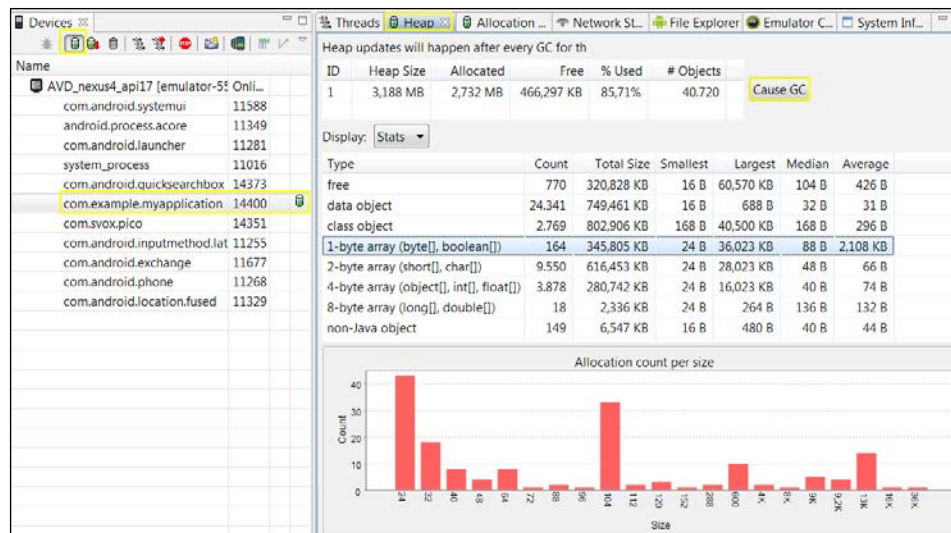 Devices
Threads Heap Allocation ... Network St... File Explorer Emulator C... System Inf...
Name
AVD_nexus4_api17 [emulator-55 Onli...
com.android.systemui 11588
android.process.acore 11349
com.android.launcher 11281
system_process 11016
com.android.quicksearchbox 14373
com.example.myapplication 14400
com.svox.pico 14351
com.android.inputmethod.lat 11255
com.android.exchange 11677
com.android.phone 11268
com.android.location.fused 11329
Heap updates will happen after every GC for th
ID Heap Size Allocated Free % Used # Objects
1 3,188 MB 2,732 MB 466,297 KB 85,71% 40.720
Cause GC
Display: Stats
Type Count Total Size Smallest Largest Median Average
free 770 320,828 KB 16 B 60,570 KB 104 B 426 B
data object 24.341 749,461 KB 16 B 688 B 32 B 31 B
class object 2.769 802,906 KB 168 B 40,500 KB 168 B 296 B
1-byte array (byte[], boolean[]) 164 345,805 KB 24 B 36,023 KB 88 B 2,108 KB
2-byte array (short[], char[]) 9.550 616,453 KB 24 B 28,023 KB 48 B 66 B
4-byte array (object[], int[], float[]) 3.878 280,742 KB 24 B 16,023 KB 40 B 74 B
8-byte array (long[], double[]) 18 2,336 KB 24 B 264 B 136 B 132 B
non-Java object 149 6,547 KB 16 B 480 B 40 B 44 B
Allocation count per size
Count
40
30
20
10
0
24 32 40 48 64 72 88 96 104 112 120 152 288 600 4K 8K 9K 9,2K 13K 16K 36K
Size